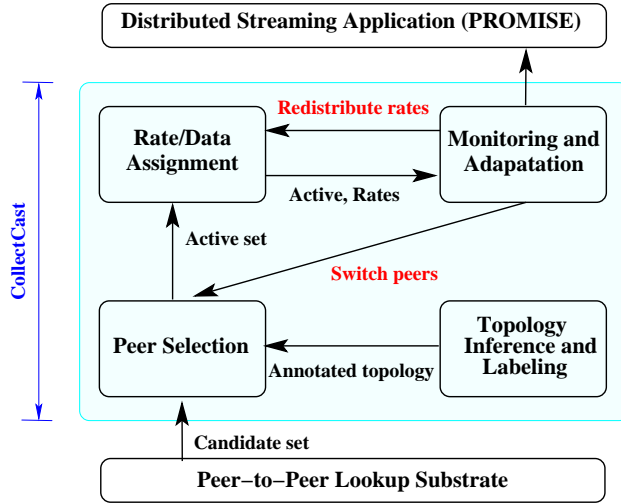 Distributed Streaming Application (PROMISE)
Redistribute rates
Rate/Data
Assignment
Monitoring and
Adapatation
Active, Rates
CollectCast
Active set
Switch peers
Peer Selection
Topology
Inference and
Labeling
Annotated topology
Candidate set
Peer−to−Peer Lookup Substrate